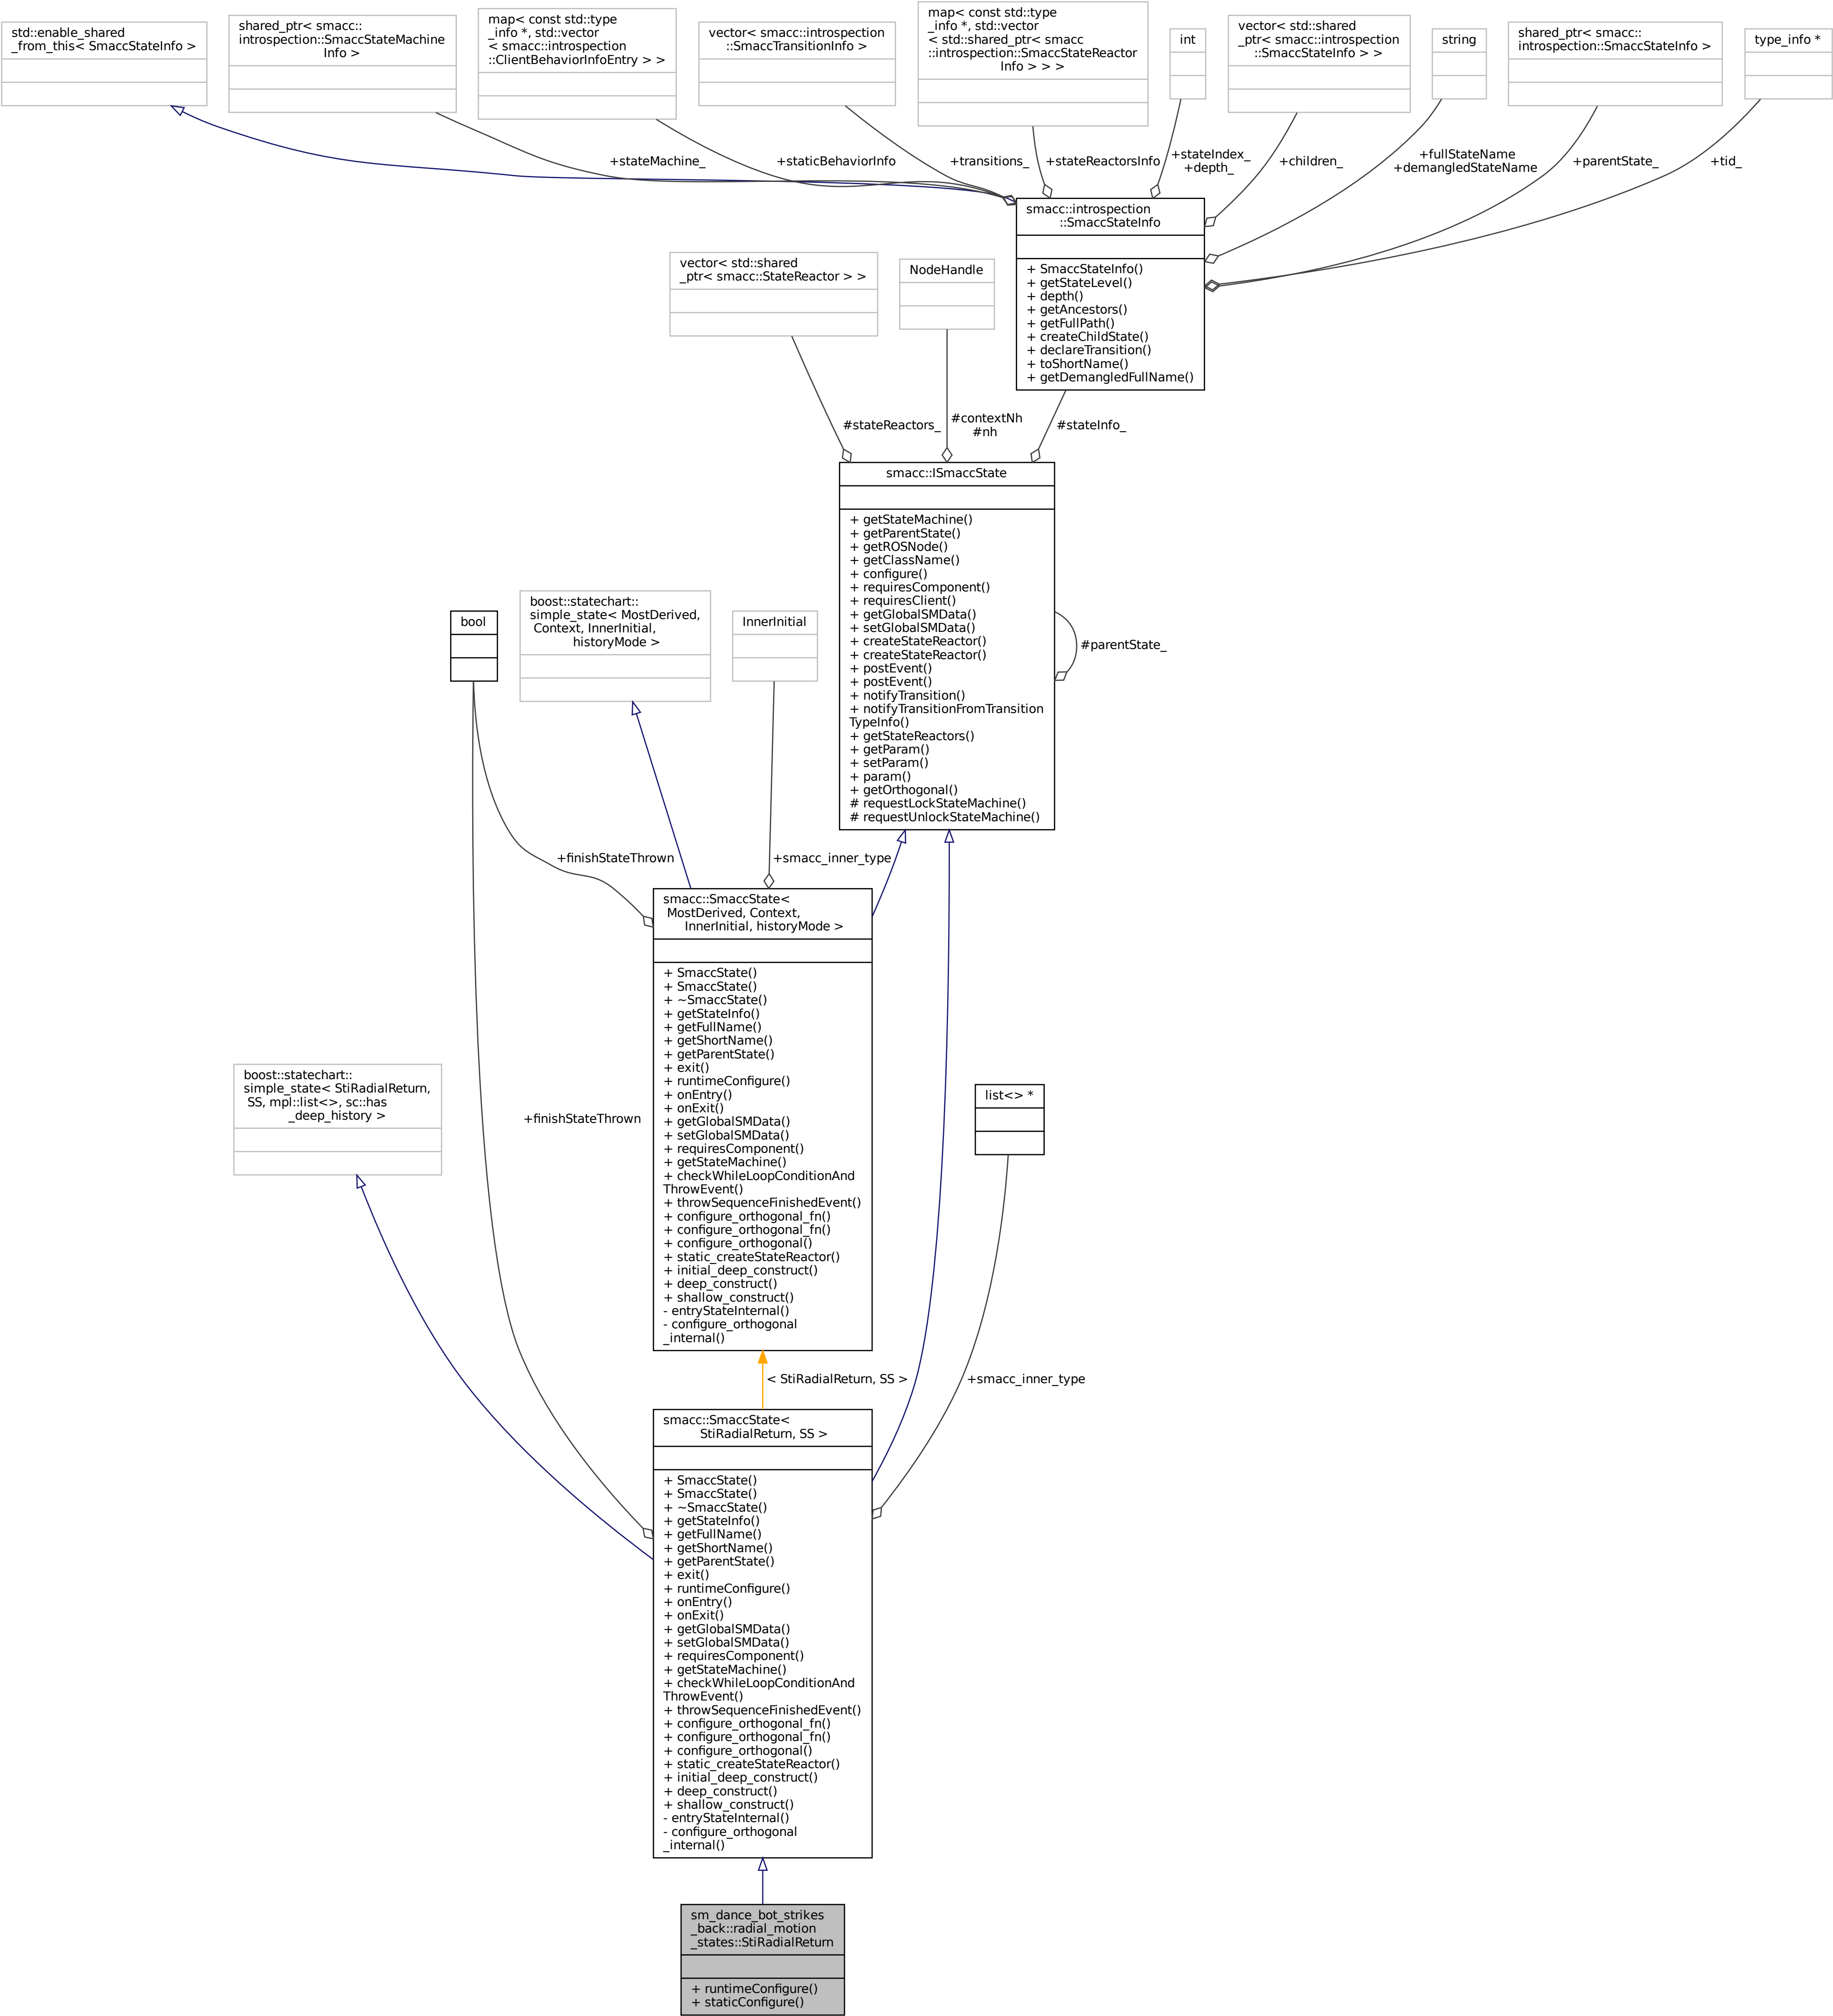 std::enable_shared
_from_this< SmaccStateInfo >
shared_ptr< smacc::
introspection::SmaccStateMachine
Info >
map< const std::type
_info *, std::vector
< smacc::introspection
::ClientBehaviorInfoEntry > >
vector< smacc::introspection
::SmaccTransitionInfo >
map< const std::type
_info *, std::vector
< std::shared_ptr< smacc
::introspection::SmaccStateReactor
Info > > >
int
vector< std::shared
_ptr< smacc::introspection
::SmaccStateInfo > >
string
shared_ptr< smacc::
introspection::SmaccStateInfo >
type_info *
+stateMachine_
+staticBehaviorInfo
+transitions_
+stateReactorsInfo
+stateIndex_
+depth_
+children_
+fullStateName
+demangledStateName
+parentState_
+tid_
smacc::introspection
::SmaccStateInfo
+ SmaccStateInfo()
+ getStateLevel()
+ depth()
+ getAncestors()
+ getFullPath()
+ createChildState()
+ declareTransition()
+ toShortName()
+ getDemangledFullName()
vector< std::shared
_ptr< smacc::StateReactor > >
NodeHandle
#stateReactors_
#contextNh
#nh
#stateInfo_
smacc::ISmaccState
+ getStateMachine()
+ getParentState()
+ getROSNode()
+ getClassName()
+ configure()
+ requiresComponent()
+ requiresClient()
+ getGlobalSMData()
+ setGlobalSMData()
+ createStateReactor()
+ createStateReactor()
+ postEvent()
+ postEvent()
+ notifyTransition()
+ notifyTransitionFromTransition
TypeInfo()
+ getStateReactors()
+ getParam()
+ setParam()
+ param()
+ getOrthogonal()
# requestLockStateMachine()
# requestUnlockStateMachine()
#parentState_
bool
boost::statechart::
simple_state< MostDerived,
Context, InnerInitial,
historyMode >
InnerInitial
+finishStateThrown
+smacc_inner_type
smacc::SmaccState<
MostDerived, Context,
InnerInitial, historyMode >
+ SmaccState()
+ SmaccState()
+ ~SmaccState()
+ getStateInfo()
+ getFullName()
+ getShortName()
+ getParentState()
+ exit()
+ runtimeConfigure()
+ onEntry()
+ onExit()
+ getGlobalSMData()
+ setGlobalSMData()
+ requiresComponent()
+ getStateMachine()
+ checkWhileLoopConditionAnd
ThrowEvent()
+ throwSequenceFinishedEvent()
+ configure_orthogonal_fn()
+ configure_orthogonal_fn()
+ configure_orthogonal()
+ static_createStateReactor()
+ initial_deep_construct()
+ deep_construct()
+ shallow_construct()
- entryStateInternal()
- configure_orthogonal
_internal()
boost::statechart::
simple_state< StiRadialReturn,
SS, mpl::list<>, sc::has
_deep_history >
+finishStateThrown
list<> *
< StiRadialReturn, SS >
+smacc_inner_type
smacc::SmaccState<
StiRadialReturn, SS >
+ SmaccState()
+ SmaccState()
+ ~SmaccState()
+ getStateInfo()
+ getFullName()
+ getShortName()
+ getParentState()
+ exit()
+ runtimeConfigure()
+ onEntry()
+ onExit()
+ getGlobalSMData()
+ setGlobalSMData()
+ requiresComponent()
+ getStateMachine()
+ checkWhileLoopConditionAnd
ThrowEvent()
+ throwSequenceFinishedEvent()
+ configure_orthogonal_fn()
+ configure_orthogonal_fn()
+ configure_orthogonal()
+ static_createStateReactor()
+ initial_deep_construct()
+ deep_construct()
+ shallow_construct()
- entryStateInternal()
- configure_orthogonal
_internal()
sm_dance_bot_strikes
_back::radial_motion
_states::StiRadialReturn
+ runtimeConfigure()
+ staticConfigure()